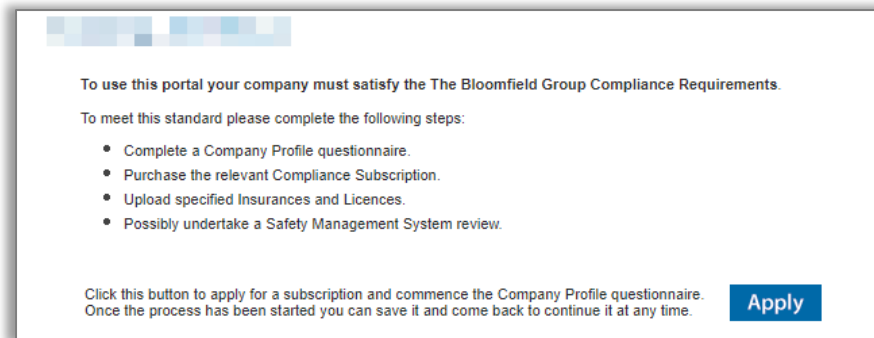 To use this portal your company must satisfy the The Bloomfield Group Compliance Requirements.
To meet this standard please complete the following steps:
Complete a Company Profile questionnaire.
Purchase the relevant Compliance Subscription.
Upload specified Insurances and Licences.
Possibly undertake a Safety Management System review.
Click this button to apply for a subscription and commence the Company Profile questionnaire.
Once the process has been started you can save it and come back to continue it at any time.
Apply